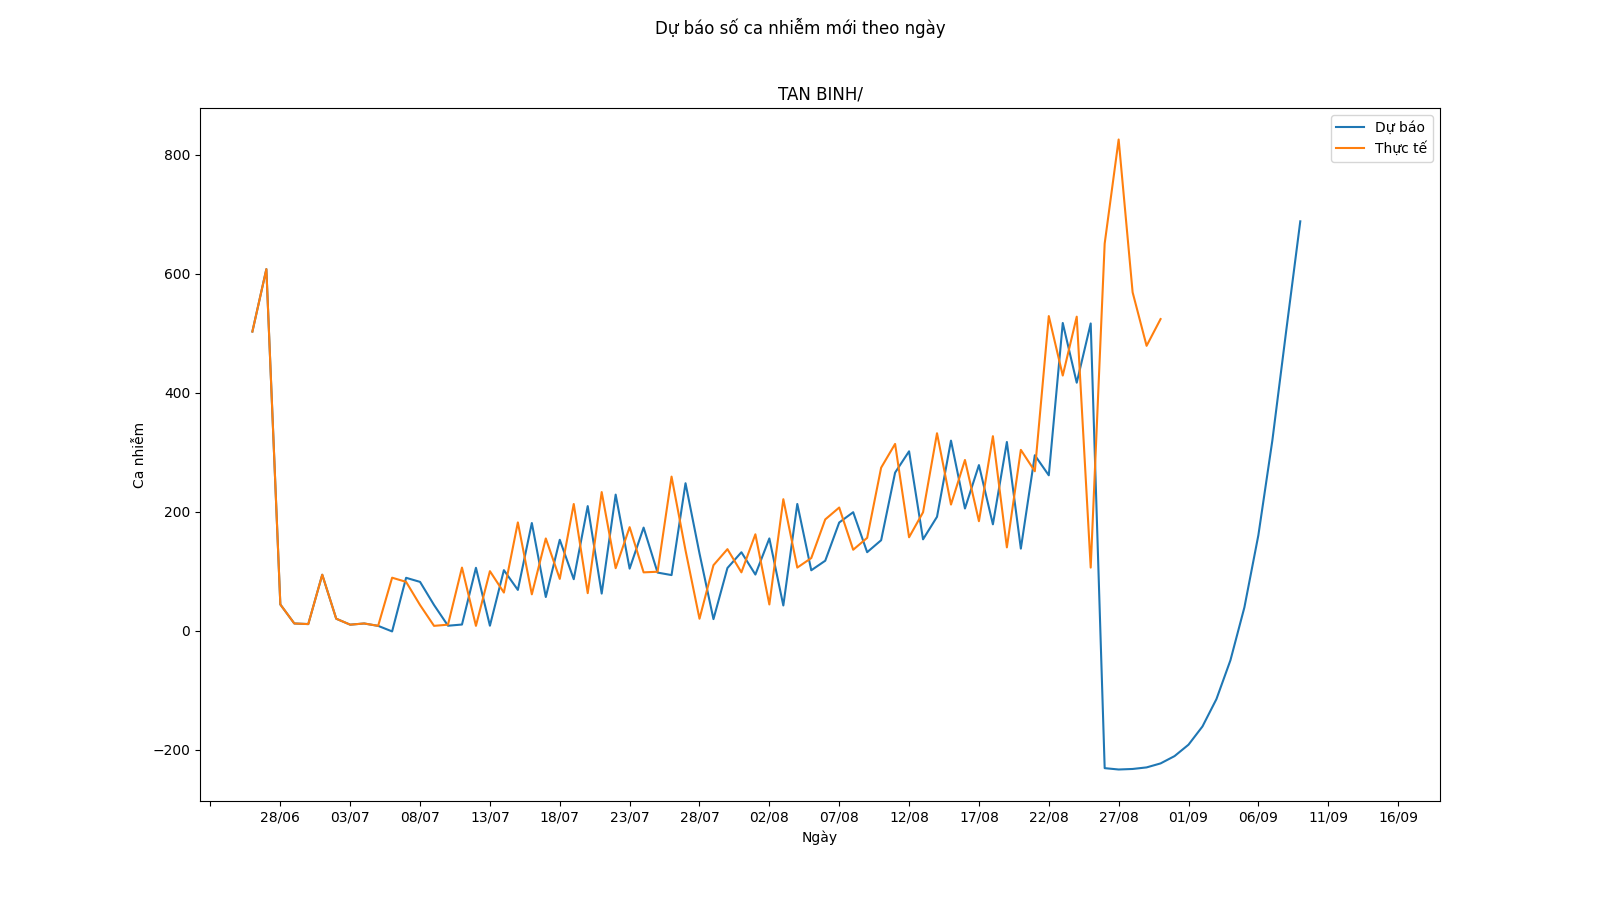 Dự báo số ca nhiễm mới theo ngày
TAN BINH/
Dự báo
Thực tế
800
600
400
200
0
−200
Ca nhiễm
28/06 03/07 08/07 13/07 18/07 23/07 28/07 02/08 07/08 12/08 17/08 22/08 27/08 01/09 06/09 11/09 16/09
Ngày